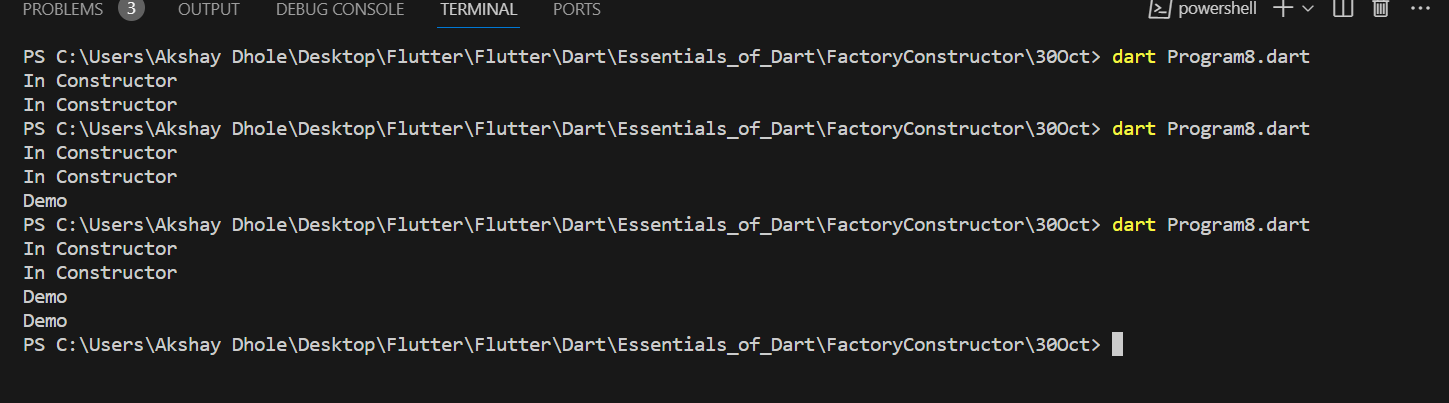 PROBLEMS 3 OUTPUT DEBUG CONSOLE TERMINAL PORTS powershell
PS C:\Users\Akshay Dhole\Desktop\Flutter\Flutter\Dart\Essentials_of_Dart\FactoryConstructor\30Oct> dart Program8.dart
In Constructor
In Constructor
PS C:\Users\Akshay Dhole\Desktop\Flutter\Flutter\Dart\Essentials_of_Dart\FactoryConstructor\30Oct> dart Program8.dart
In Constructor
In Constructor
Demo
PS C:\Users\Akshay Dhole\Desktop\Flutter\Flutter\Dart\Essentials_of_Dart\FactoryConstructor\30Oct> dart Program8.dart
In Constructor
In Constructor
Demo
Demo
PS C:\Users\Akshay Dhole\Desktop\Flutter\Flutter\Dart\Essentials_of_Dart\FactoryConstructor\30Oct>